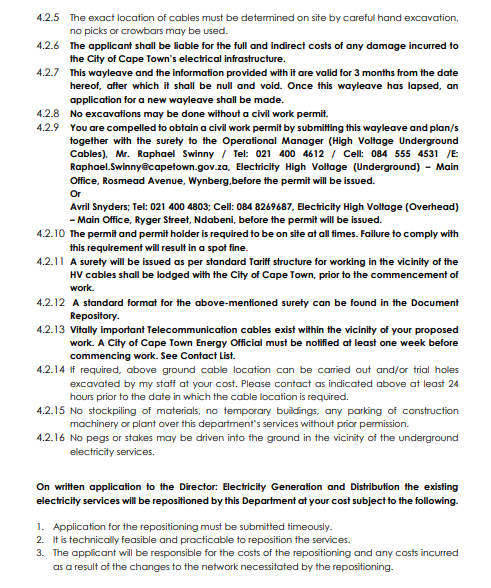 4.2.5 The exact location of cables must be determined on site by careful hand excavation,
no picks or crowbars may be used.
4.2.6 The applicant shall be liable for the full and indirect costs of any damage incurred to
the City of Cape Town's electrical infrastructure.
4.2.7 This wayleave and the information provided with it are valid for 3 months from the date
hereof, after which it shall be null and void. Once this wayleave has lapsed, an
application for a new wayleave shall be made.
4.2.8 No excavations may be done without a civil work permit.
4.2.9 You are compelled to obtain a civil work permit by submitting this wayleave and plan/s
together with the surety to the Operational Manager (High Voltage Underground
Cables), Mr. Raphael Swinny / Tel: 021 400 4612 / Cell: 084 555 4531 /E:
Raphael.Swinny@capetown.gov.za, Electricity High Voltage (Underground) – Main
Office, Rosmead Avenue, Wynberg,before the permit will be issued.
Or
Avril Snyders; Tel: 021 400 4803; Cell: 084 8269687, Electricity High Voltage (Overhead)
– Main Office, Ryger Street, Ndabeni, before the permit will be issued.
4.2.10 The permit and permit holder is required to be on site at all times. Failure to comply with
this requirement will result in a spot fine.
4.2.11 A surety will be issued as per standard Tariff structure for working in the vicinity of the
HV cables shall be lodged with the City of Cape Town, prior to the commencement of
work.
4.2.12 A standard format for the above-mentioned surety can be found in the Document
Repository.
4.2.13 Vitally important Telecommunication cables exist within the vicinity of your proposed
work. A City of Cape Town Energy Official must be notified at least one week before
commencing work. See Contact List.
4.2.14 If required, above ground cable location can be carried out and/or trial holes
excavated by my staff at your cost. Please contact as indicated above at least 24
hours prior to the date in which the cable location is required.
4.2.15 No stockpiling of materials, no temporary buildings, any parking of construction
machinery or plant over this department's services without prior permission.
4.2.16 No pegs or stakes may be driven into the ground in the vicinity of the underground
electricity services.
On written application to the Director: Electricity Generation and Distribution the existing
electricity services will be repositioned by this Department at your cost subject to the following.
1. Application for the repositioning must be submitted timeously.
2. It is technically feasible and practicable to reposition the services.
3. The applicant will be responsible for the costs of the repositioning and any costs incurred
as a result of the changes to the network necessitated by the repositioning.